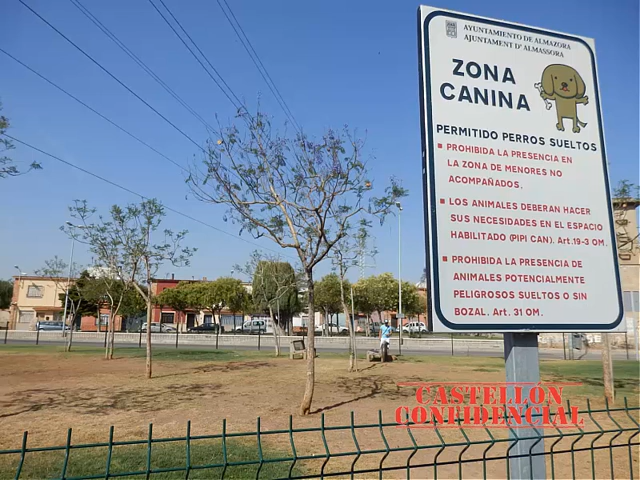 AYUNTAMIENTO DE ALMAZORA
AJUNTAMENT D'ALMASSORA
ZONA
CANINA
PERMITIDO PERROS SUELTOS
PROHIBIDA LA PRESENCIA EN
LA ZONA DE MENORES NO
ACOMPAÑADOS.
LOS ANIMALES DEBERAN HACER
SUS NECESIDADES EN EL ESPACIO
HABILITADO (PIPI CAN). Art.19-3 OM.
PROHIBIDA LA PRESENCIA DE
ANIMALES POTENCIALMENTE
PELIGROSOS SUELTOS O SIN
BOZAL. Art. 31 OM.
CASTELLON
CONFIDENCIAL